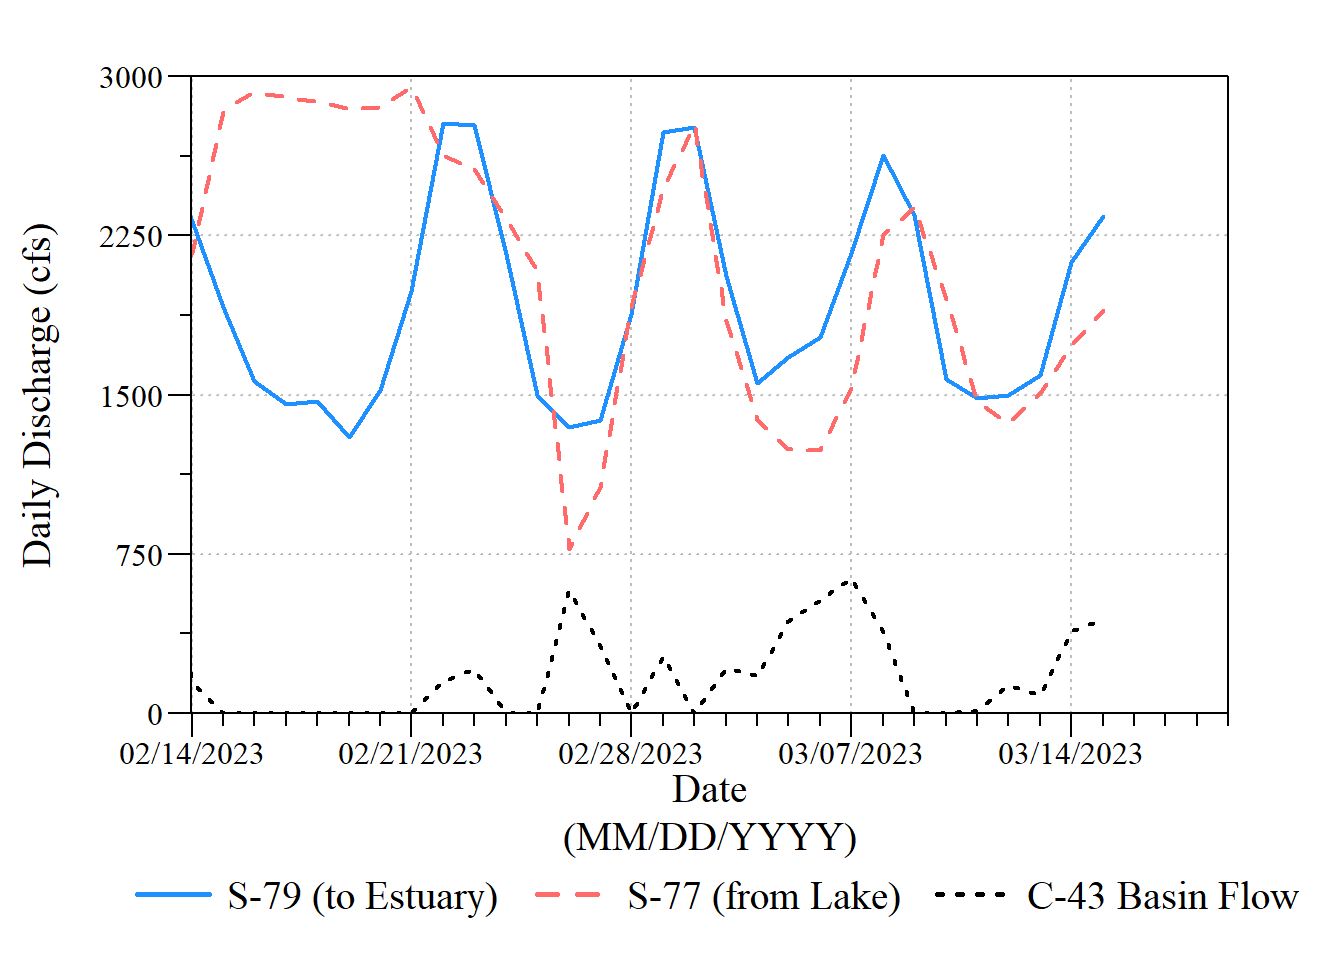 3000
2250
1500
750
0
Daily Discharge (cfs)
02/14/2023 02/21/2023 02/28/2023 03/07/2023 03/14/2023
Date
(MM/DD/YYYY)
S-79 (to Estuary) S-77 (from Lake) C-43 Basin Flow